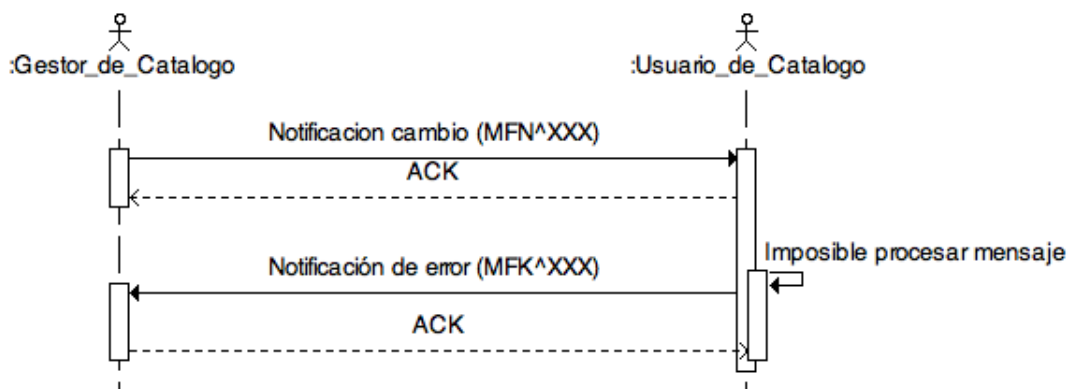 :Gestor_de_Catalogo
:Usuario_de_Catalogo
Notificacion cambio (MFN^XXX)
ACK
Imposible procesar mensaje
Notificación de error (MFK^XXX)
ACK